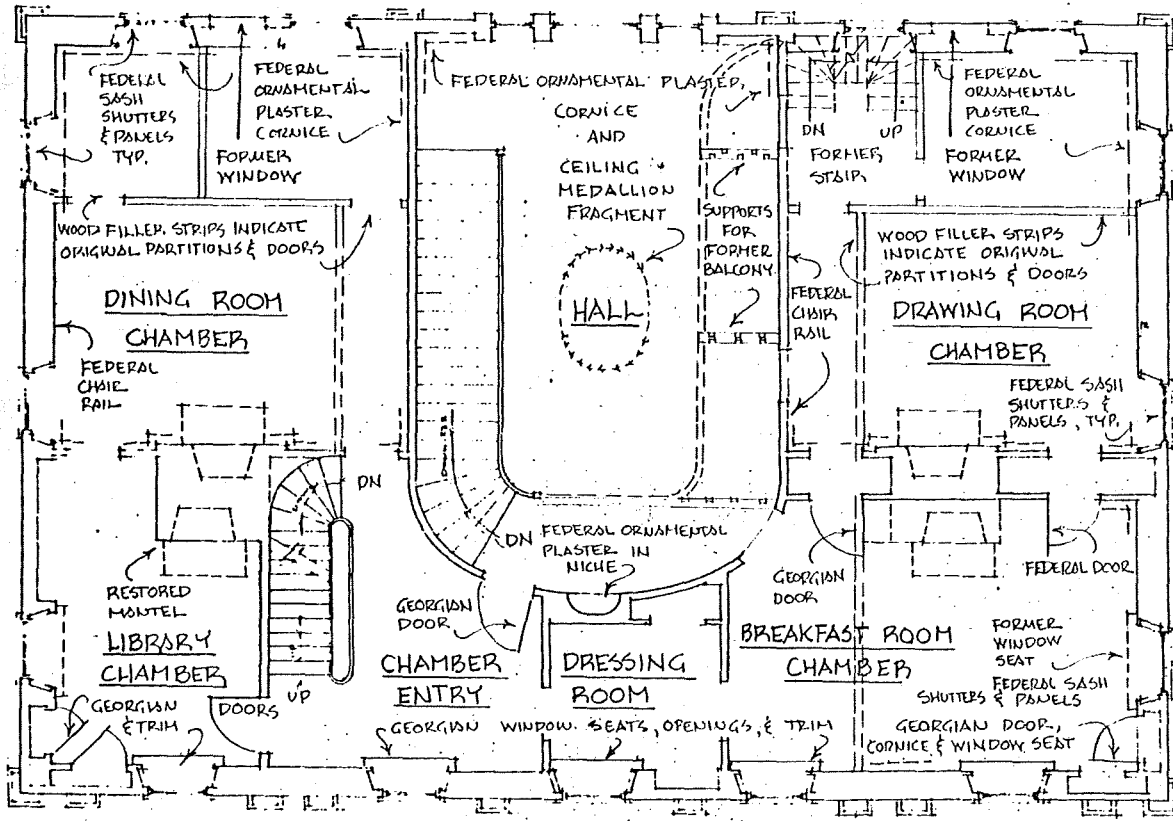 FEDERAL
SASH
SHUTTERS
& PANELS
TYP.
FEDERAL
ORNAMENTAL
PLASTER
CORNICE
FORMER
WINDOW
FEDERAL ORNAMENTAL PLASTER,
CORNICE
AND
CEILING
MEDALLION
FRAGMENT
SUPPORTS
FOR
FORMER
BALCONY
DN
UP
FORMER
STAIR
FEDERAL
ORNAMENTAL
PLASTER
CORNICE
FORMER
WINDOW
WOOD FILLER STRIPS INDICATE
ORIGINAL PARTITIONS & DOORS
DINING ROOM
CHAMBER
FEDERAL
CHAIR
RAIL
HALL
FEDERAL
CHAIR
RAIL
WOOD FILLER STRIPS
INDICATE ORIGINAL
PARTITIONS & DOORS
DRAWING ROOM
CHAMBER
FEDERAL SASH
SHUTTERS &
PANELS, TYP.
DN
DN
FEDERAL ORNAMENTAL
PLASTER IN
NICHE
RESTORED
MANTEL
LIBRARY
CHAMBER
UP
GEORGIAN
& TRIM
DOORS
GEORGIAN
DOOR
CHAMBER
ENTRY
DRESSING
ROOM
GEORGIAN
DOOR
FEDERAL DOOR
BREAKFAST ROOM
CHAMBER
FORMER
WINDOW
SEAT
FEDERAL SASH
SHUTTERS & PANELS
GEORGIAN WINDOW SEATS, OPENINGS, & TRIM
GEORGIAN DOOR,
CORNICE & WINDOW SEAT